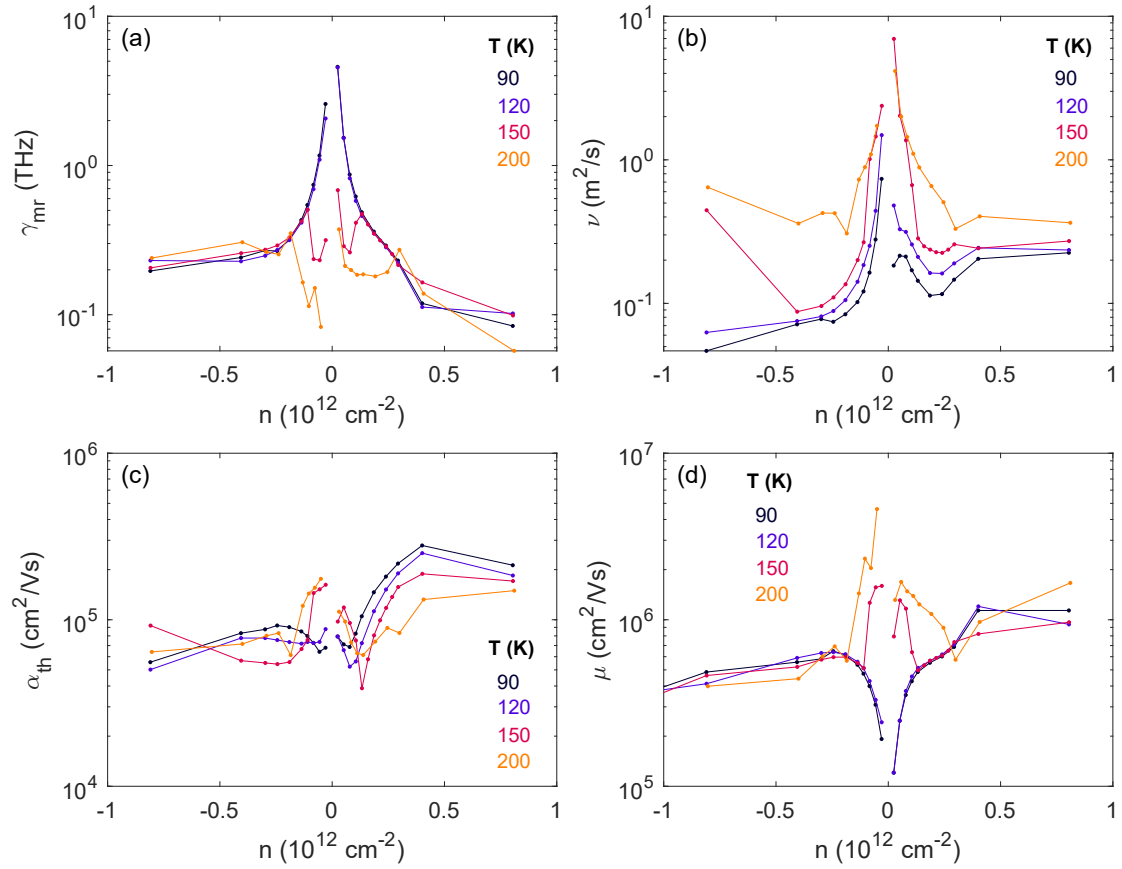 (a)
T (K)
90
120
150
200
10^1
10^0
10^-1
γ_mr (THz)
-1 -0.5 0 0.5 1
n (10^12 cm^-2)
(b)
T (K)
90
120
150
200
10^1
10^0
10^-1
ν (m^2/s)
-1 -0.5 0 0.5 1
n (10^12 cm^-2)
(c)
T (K)
90
120
150
200
10^6
10^5
10^4
α_th (cm^2/Vs)
-1 -0.5 0 0.5 1
n (10^12 cm^-2)
(d)
T (K)
90
120
150
200
10^7
10^6
10^5
μ (cm^2/Vs)
-1 -0.5 0 0.5 1
n (10^12 cm^-2)